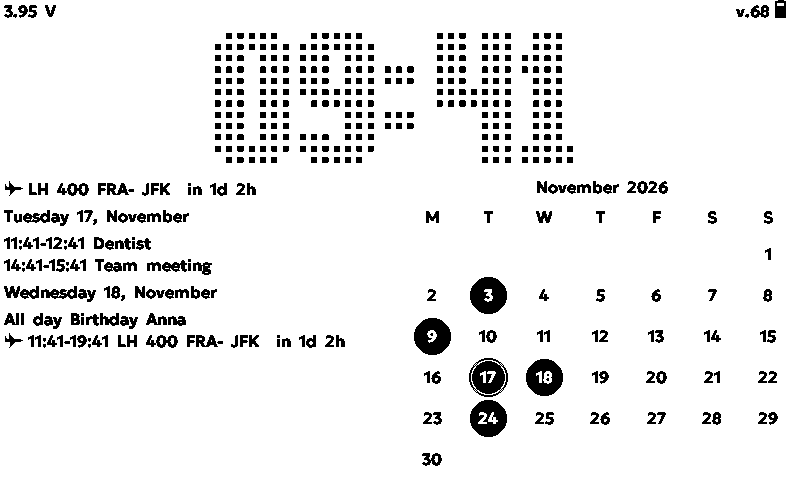 3.95 V
v.68
09:41
LH 400 FRA- JFK in 1d 2h
Tuesday 17, November
11:41-12:41 Dentist
14:41-15:41 Team meeting
Wednesday 18, November
All day Birthday Anna
11:41-19:41 LH 400 FRA- JFK in 1d 2h
November 2026
M T W T F S S
1
2 3 4 5 6 7 8
9 10 11 12 13 14 15
16 17 18 19 20 21 22
23 24 25 26 27 28 29
30